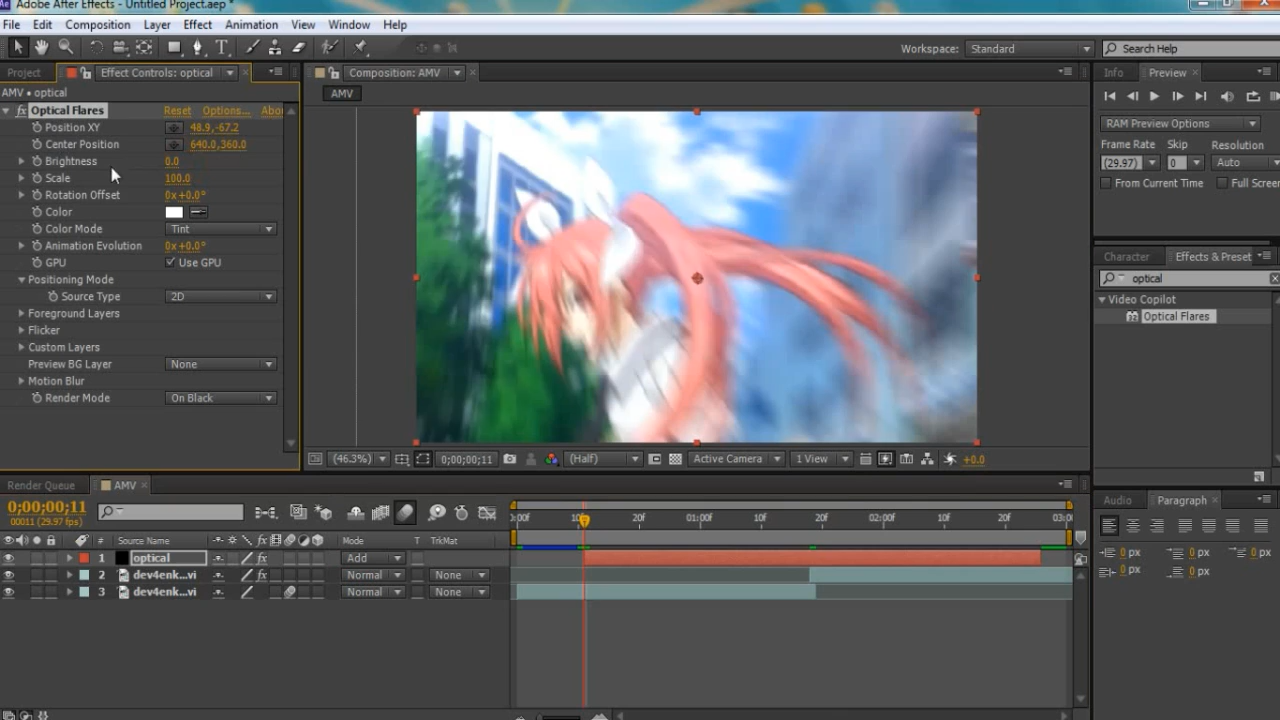 Adobe After Effects - Untitled Project.aep *
File Edit Composition Layer Effect Animation View Window Help
Workspace: Standard Search Help
Project Effect Controls: optical Composition: AMV Info Preview
AMV • optical
AMV
fx Optical Flares Reset Options... Abo
Position XY 48.9,-67.2
Center Position 640.0,360.0
Brightness 0.0
Scale 100.0
Rotation Offset 0x+0.0°
Color
Color Mode Tint
Animation Evolution 0x+0.0°
GPU Use GPU
Positioning Mode
Source Type 2D
Foreground Layers
Flicker
Custom Layers
Preview BG Layer None
Motion Blur
Render Mode On Black
RAM Preview Options
Frame Rate Skip Resolution
(29.97) 0 Auto
From Current Time Full Screen
Character Effects & Preset
optical
Video Copilot
Optical Flares
(46.3%) 0;00;00;11 (Half) Active Camera 1 View +0.0
Render Queue AMV
0;00;00;11
00011 (29.97 fps)
0:00f 10f 20f 01:00f 10f 20f 02:00f 10f 20f 03:0
# Source Name Mode T TrkMat
1 optical fx Add
2 dev4enk...vi fx Normal None
3 dev4enk...vi Normal None
Audio Paragraph
0 px 0 px 0 px
0 px 0 px